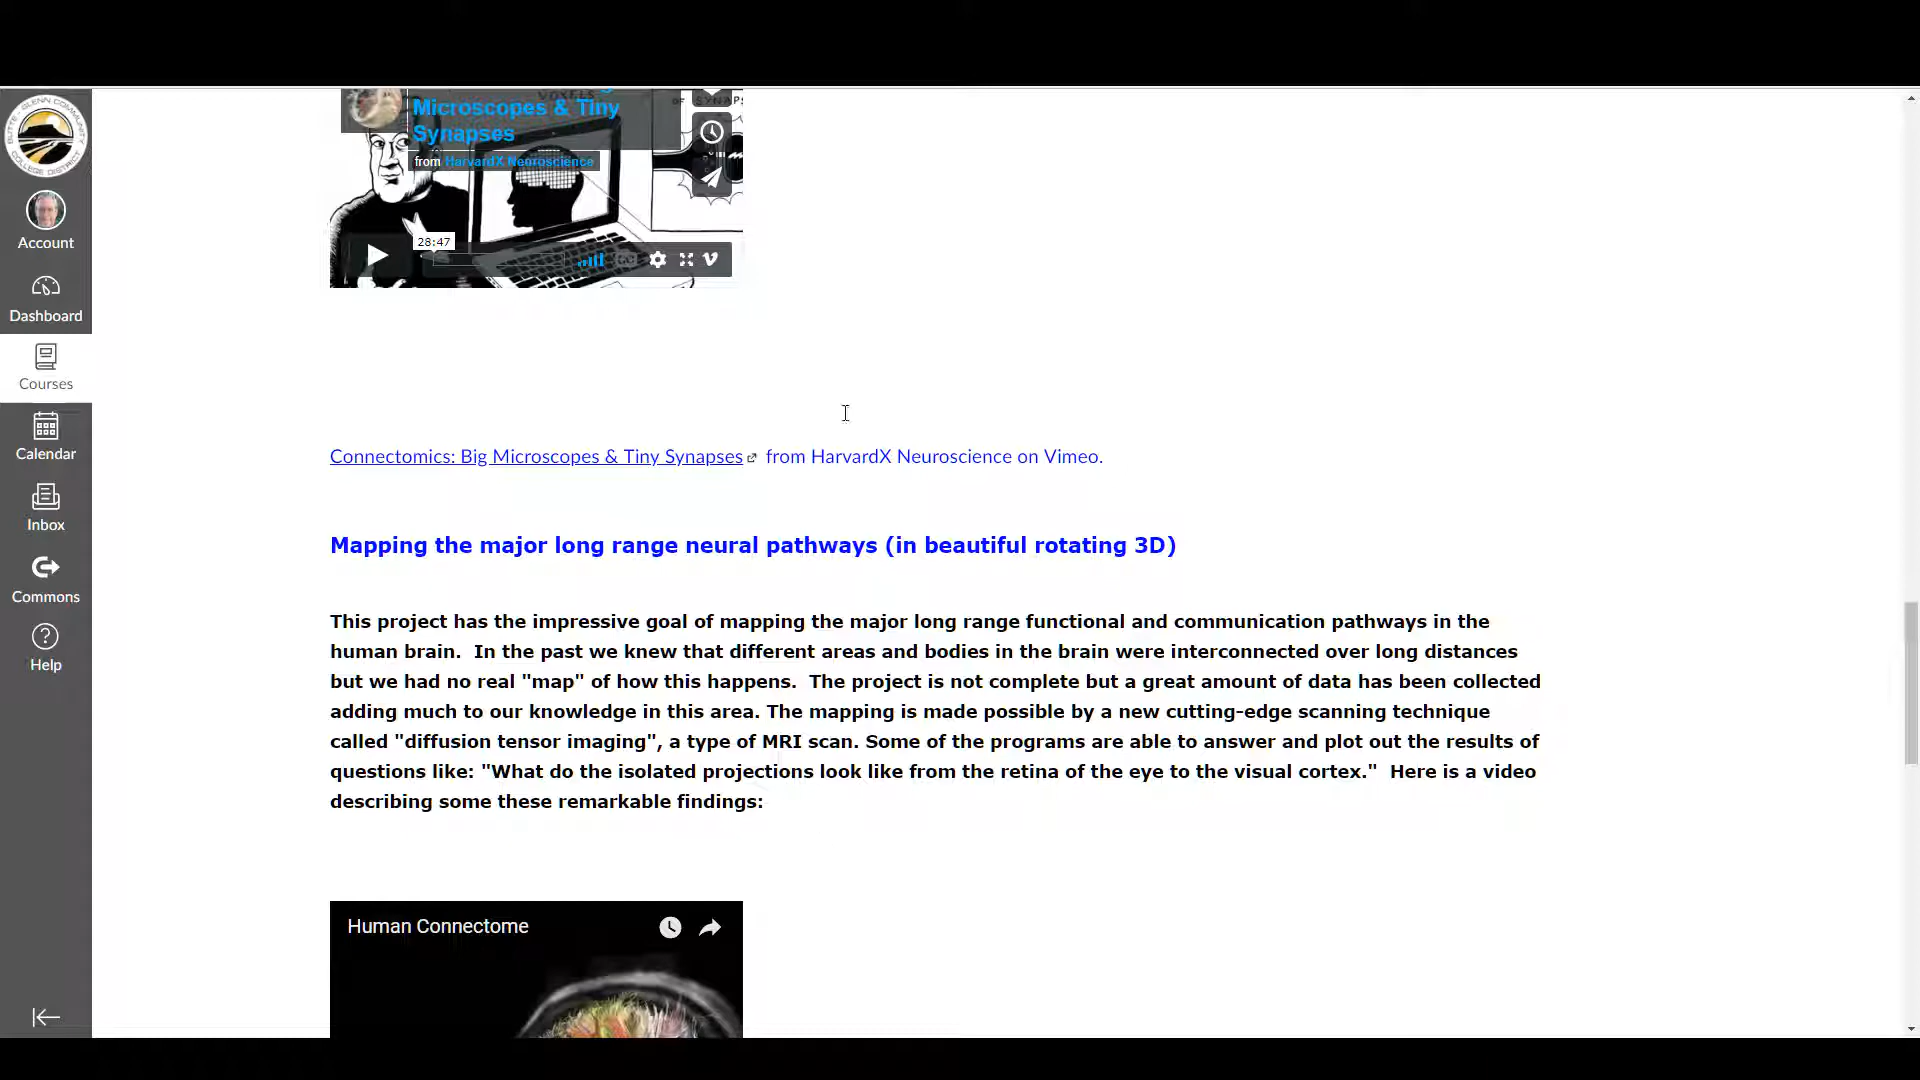 VOXELS
OF SYNAPS
Microscopes & Tiny
Synapses
from HarvardX Neuroscience
28:47
Account
Dashboard
Courses
Calendar
Inbox
Commons
Help
Connectomics: Big Microscopes & Tiny Synapses from HarvardX Neuroscience on Vimeo.
Mapping the major long range neural pathways (in beautiful rotating 3D)
This project has the impressive goal of mapping the major long range functional and communication pathways in the
human brain.  In the past we knew that different areas and bodies in the brain were interconnected over long distances
but we had no real "map" of how this happens.  The project is not complete but a great amount of data has been collected
adding much to our knowledge in this area. The mapping is made possible by a new cutting-edge scanning technique
called "diffusion tensor imaging", a type of MRI scan. Some of the programs are able to answer and plot out the results of
questions like: "What do the isolated projections look like from the retina of the eye to the visual cortex."  Here is a video
describing some these remarkable findings:
Human Connectome